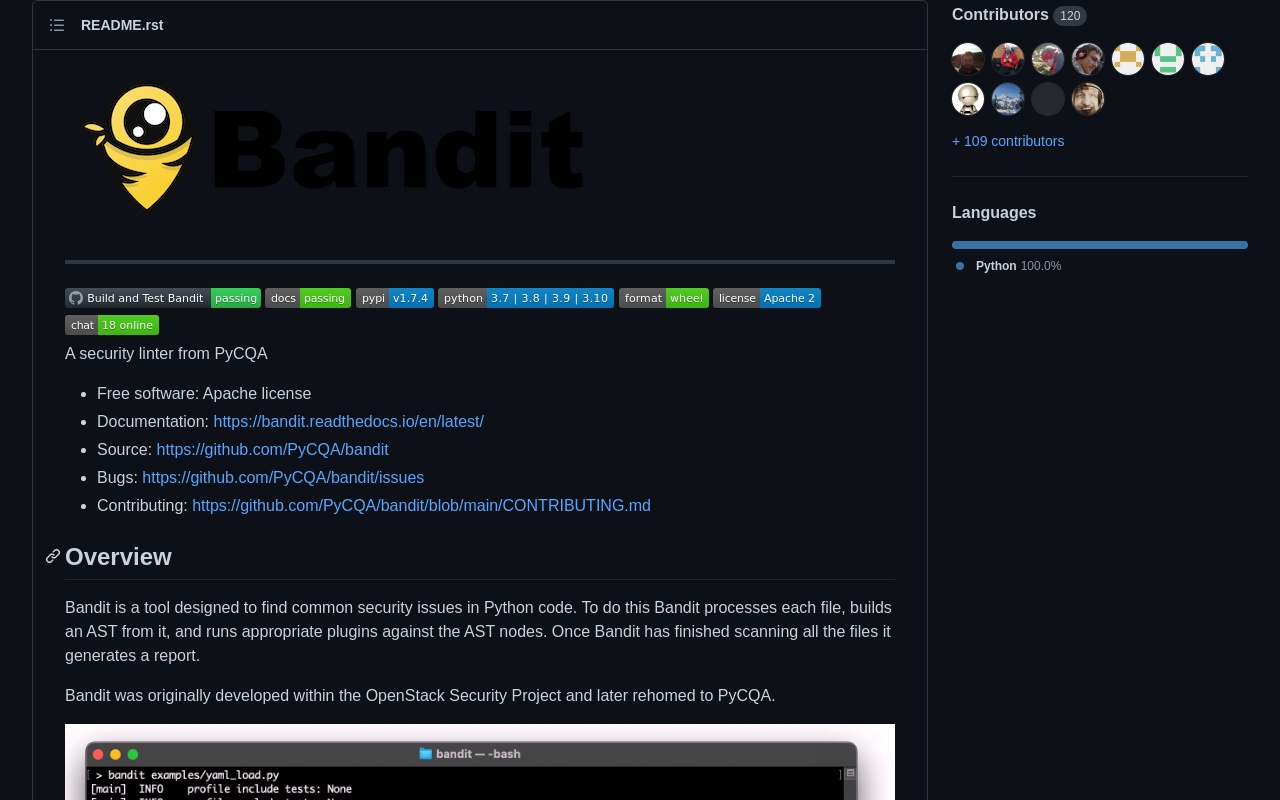 README.rst
Bandit
Build and Test Bandit passing docs passing pypi v1.7.4 python 3.7 | 3.8 | 3.9 | 3.10 format wheel license Apache 2
chat 18 online
A security linter from PyCQA
Free software: Apache license
Documentation: https://bandit.readthedocs.io/en/latest/
Source: https://github.com/PyCQA/bandit
Bugs: https://github.com/PyCQA/bandit/issues
Contributing: https://github.com/PyCQA/bandit/blob/main/CONTRIBUTING.md
Overview
Bandit is a tool designed to find common security issues in Python code. To do this Bandit processes each file, builds
an AST from it, and runs appropriate plugins against the AST nodes. Once Bandit has finished scanning all the files it
generates a report.
Bandit was originally developed within the OpenStack Security Project and later rehomed to PyCQA.
bandit — -bash
[ > bandit examples/yaml_load.py ]
[main] INFO profile include tests: None
Contributors 120
+ 109 contributors
Languages
Python 100.0%